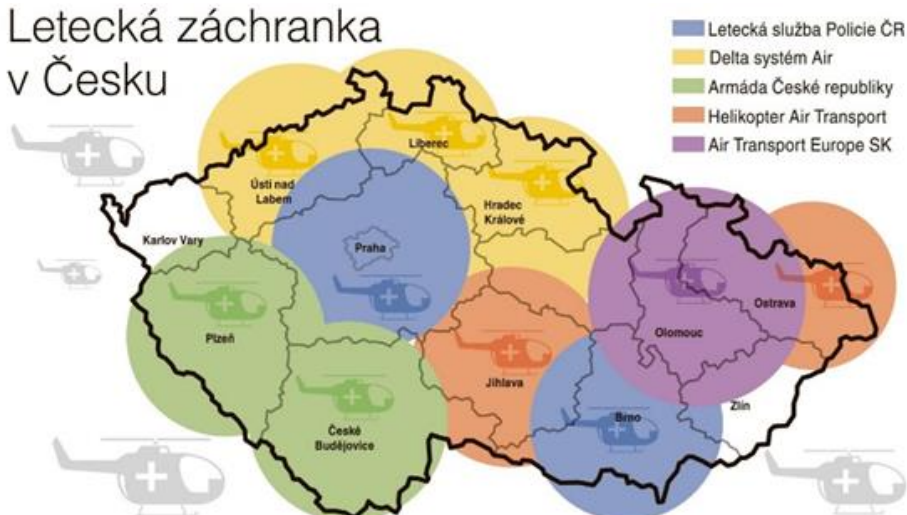 Letecká záchranka
v Česku
Letecká služba Policie ČR
Delta systém Air
Armáda České republiky
Helikopter Air Transport
Air Transport Europe SK
Liberec
Ústí nad
Labem
Hradec
Králové
Karlov Vary
Praha
Ostrava
Olomouc
Plzeň
Jihlava
Zlín
Brno
České
Budějovice